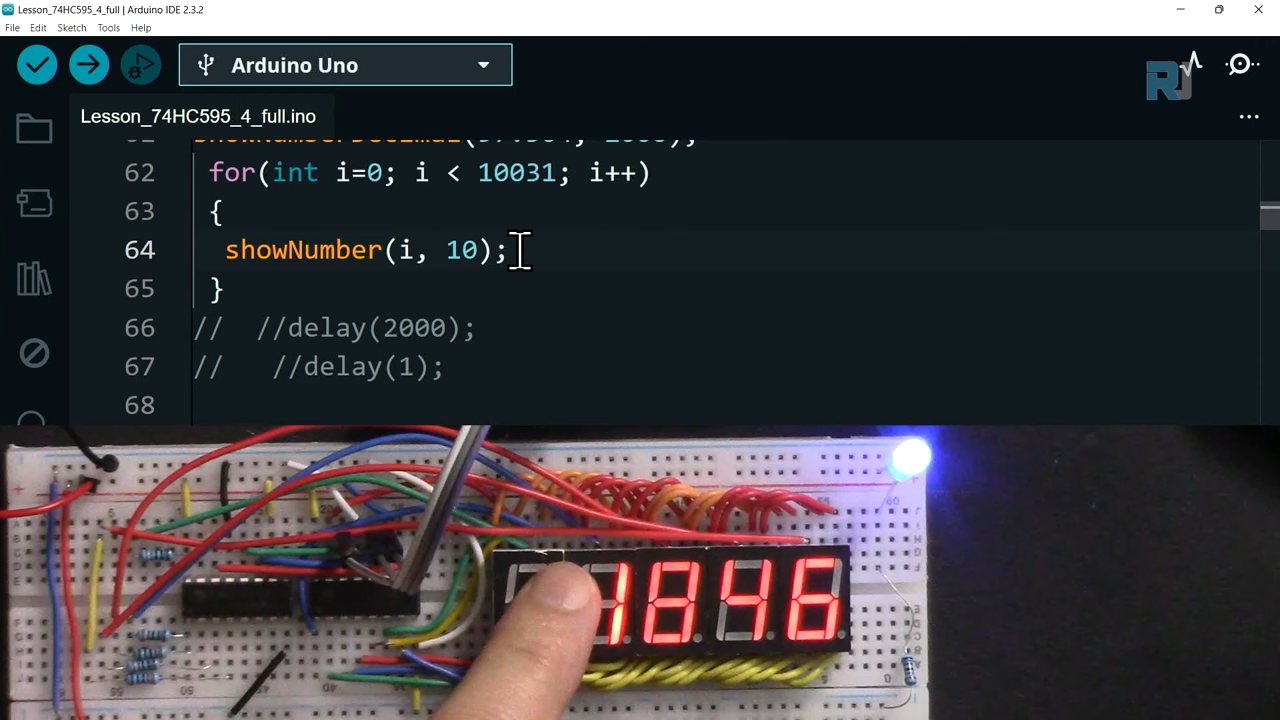 Lesson_74HC595_4_full | Arduino IDE 2.3.2
File Edit Sketch Tools Help
Arduino Uno
RJ
Lesson_74HC595_4_full.ino
62 for(int i=0; i < 10031; i++)
63 {
64 showNumber(i, 10);
65 }
66 // //delay(2000);
67 // //delay(1);
68
1846